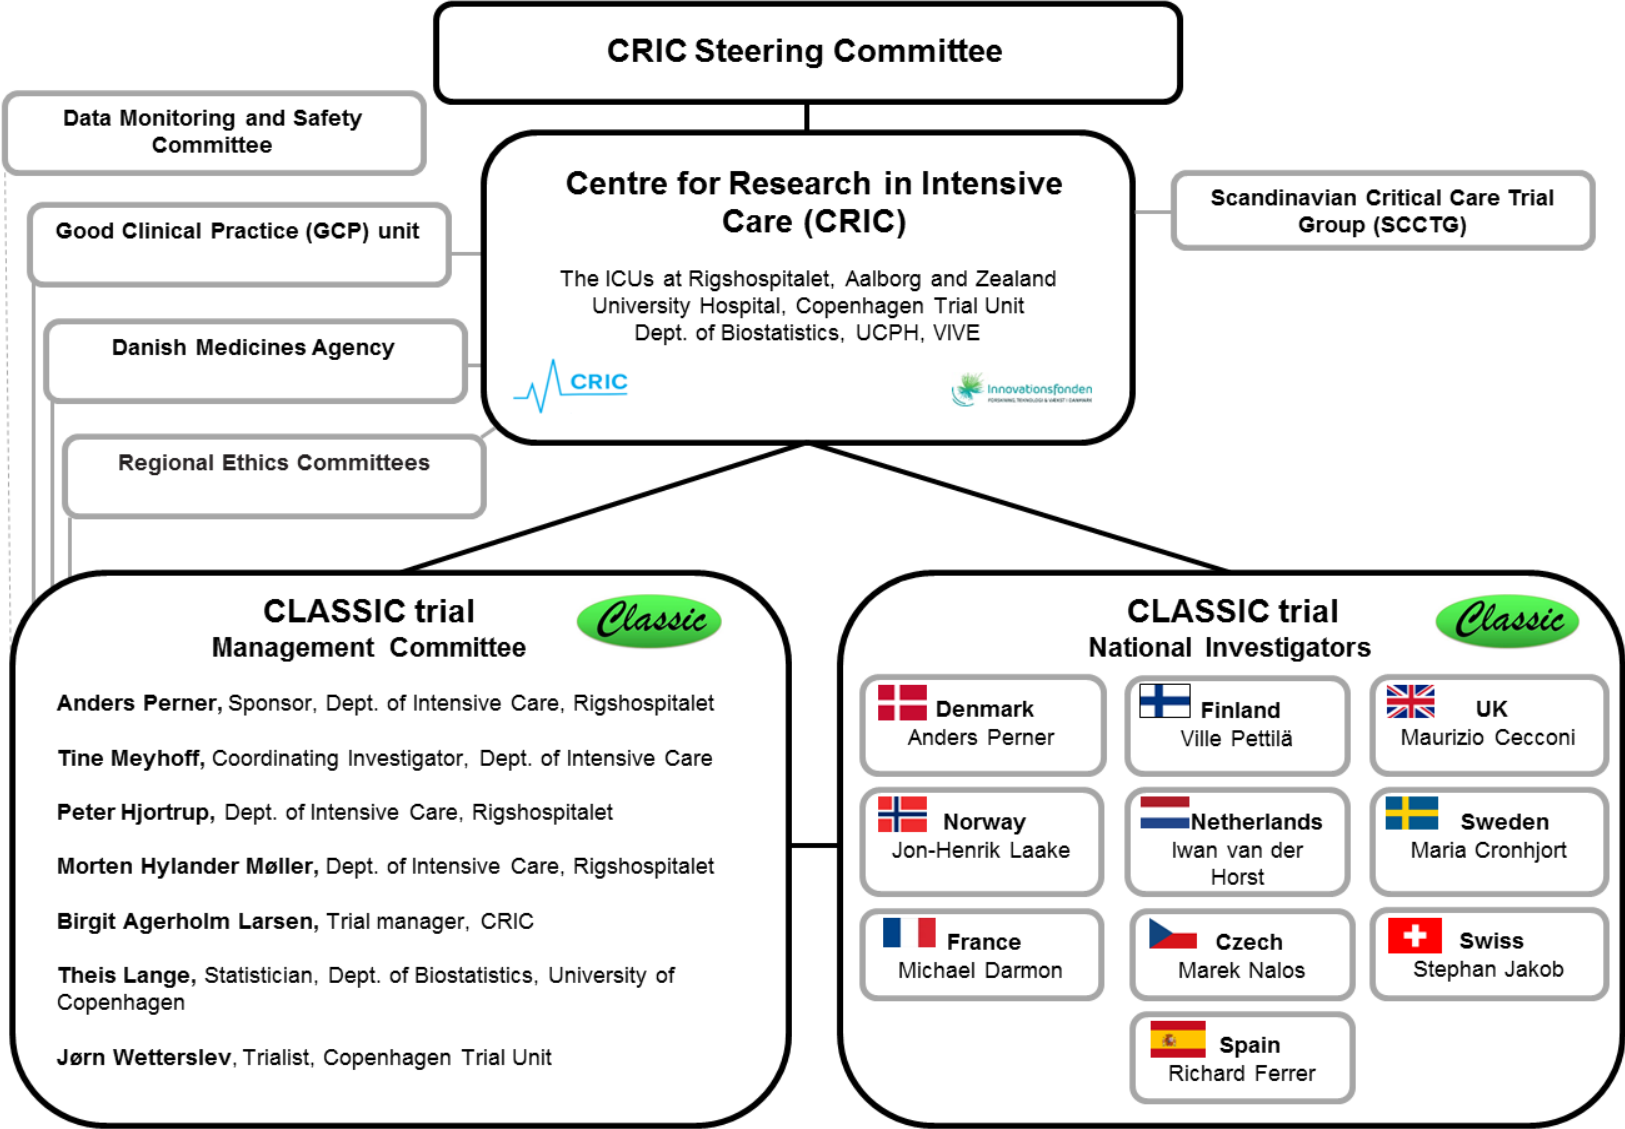 CRIC Steering Committee
Data Monitoring and Safety
Committee
Good Clinical Practice (GCP) unit
Danish Medicines Agency
Regional Ethics Committees
Centre for Research in Intensive
Care (CRIC)
The ICUs at Rigshospitalet, Aalborg and Zealand
University Hospital, Copenhagen Trial Unit
Dept. of Biostatistics, UCPH, VIVE
CRIC
Innovationsfonden
FORSKNING, TEKNOLOGI & VÆKST I DANMARK
Scandinavian Critical Care Trial
Group (SCCTG)
CLASSIC trial
Management Committee
Classic
Anders Perner, Sponsor, Dept. of Intensive Care, Rigshospitalet
Tine Meyhoff, Coordinating Investigator, Dept. of Intensive Care
Peter Hjortrup, Dept. of Intensive Care, Rigshospitalet
Morten Hylander Møller, Dept. of Intensive Care, Rigshospitalet
Birgit Agerholm Larsen, Trial manager, CRIC
Theis Lange, Statistician, Dept. of Biostatistics, University of
Copenhagen
Jørn Wetterslev, Trialist, Copenhagen Trial Unit
CLASSIC trial
National Investigators
Classic
Denmark
Anders Perner
Finland
Ville Pettilä
UK
Maurizio Cecconi
Norway
Jon-Henrik Laake
Netherlands
Iwan van der
Horst
Sweden
Maria Cronhjort
France
Michael Darmon
Czech
Marek Nalos
Swiss
Stephan Jakob
Spain
Richard Ferrer